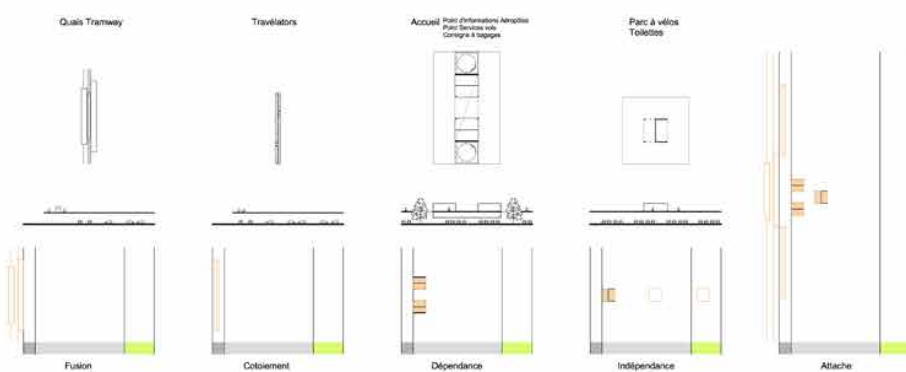 Quais Tramway
Travélators
Accueil Point d'Informations Aéropôles
Point Services vols
Consigne à bagages
Parc à vélos
Toilettes
Fusion
Cotoiement
Dépendance
Indépendance
Attache